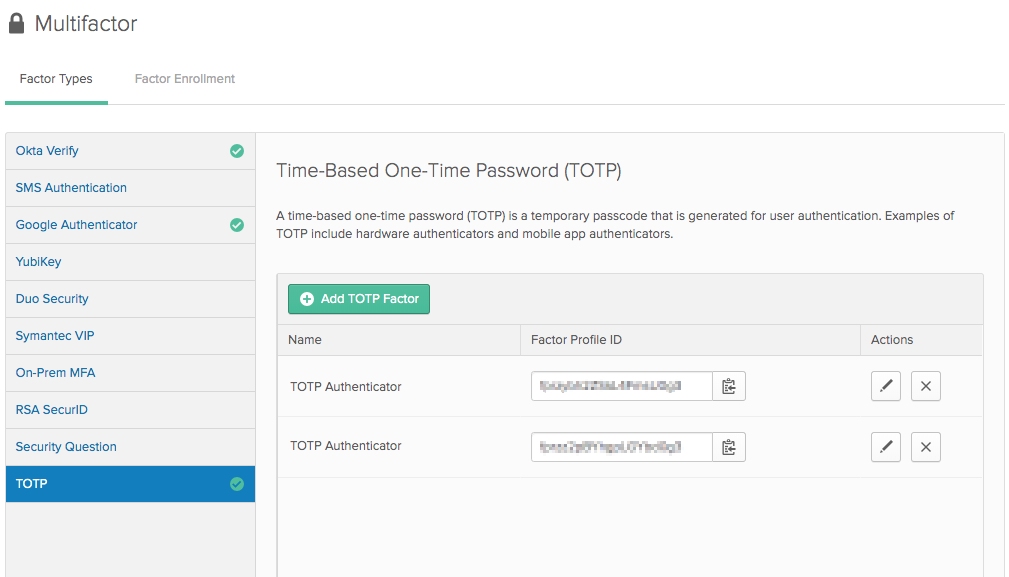 Multifactor
Factor Types
Factor Enrollment
Okta Verify
SMS Authentication
Google Authenticator
YubiKey
Duo Security
Symantec VIP
On-Prem MFA
RSA SecurID
Security Question
TOTP
Time-Based One-Time Password (TOTP)
A time-based one-time password (TOTP) is a temporary passcode that is generated for user authentication. Examples of
TOTP include hardware authenticators and mobile app authenticators.
Add TOTP Factor
Name Factor Profile ID Actions
TOTP Authenticator
TOTP Authenticator